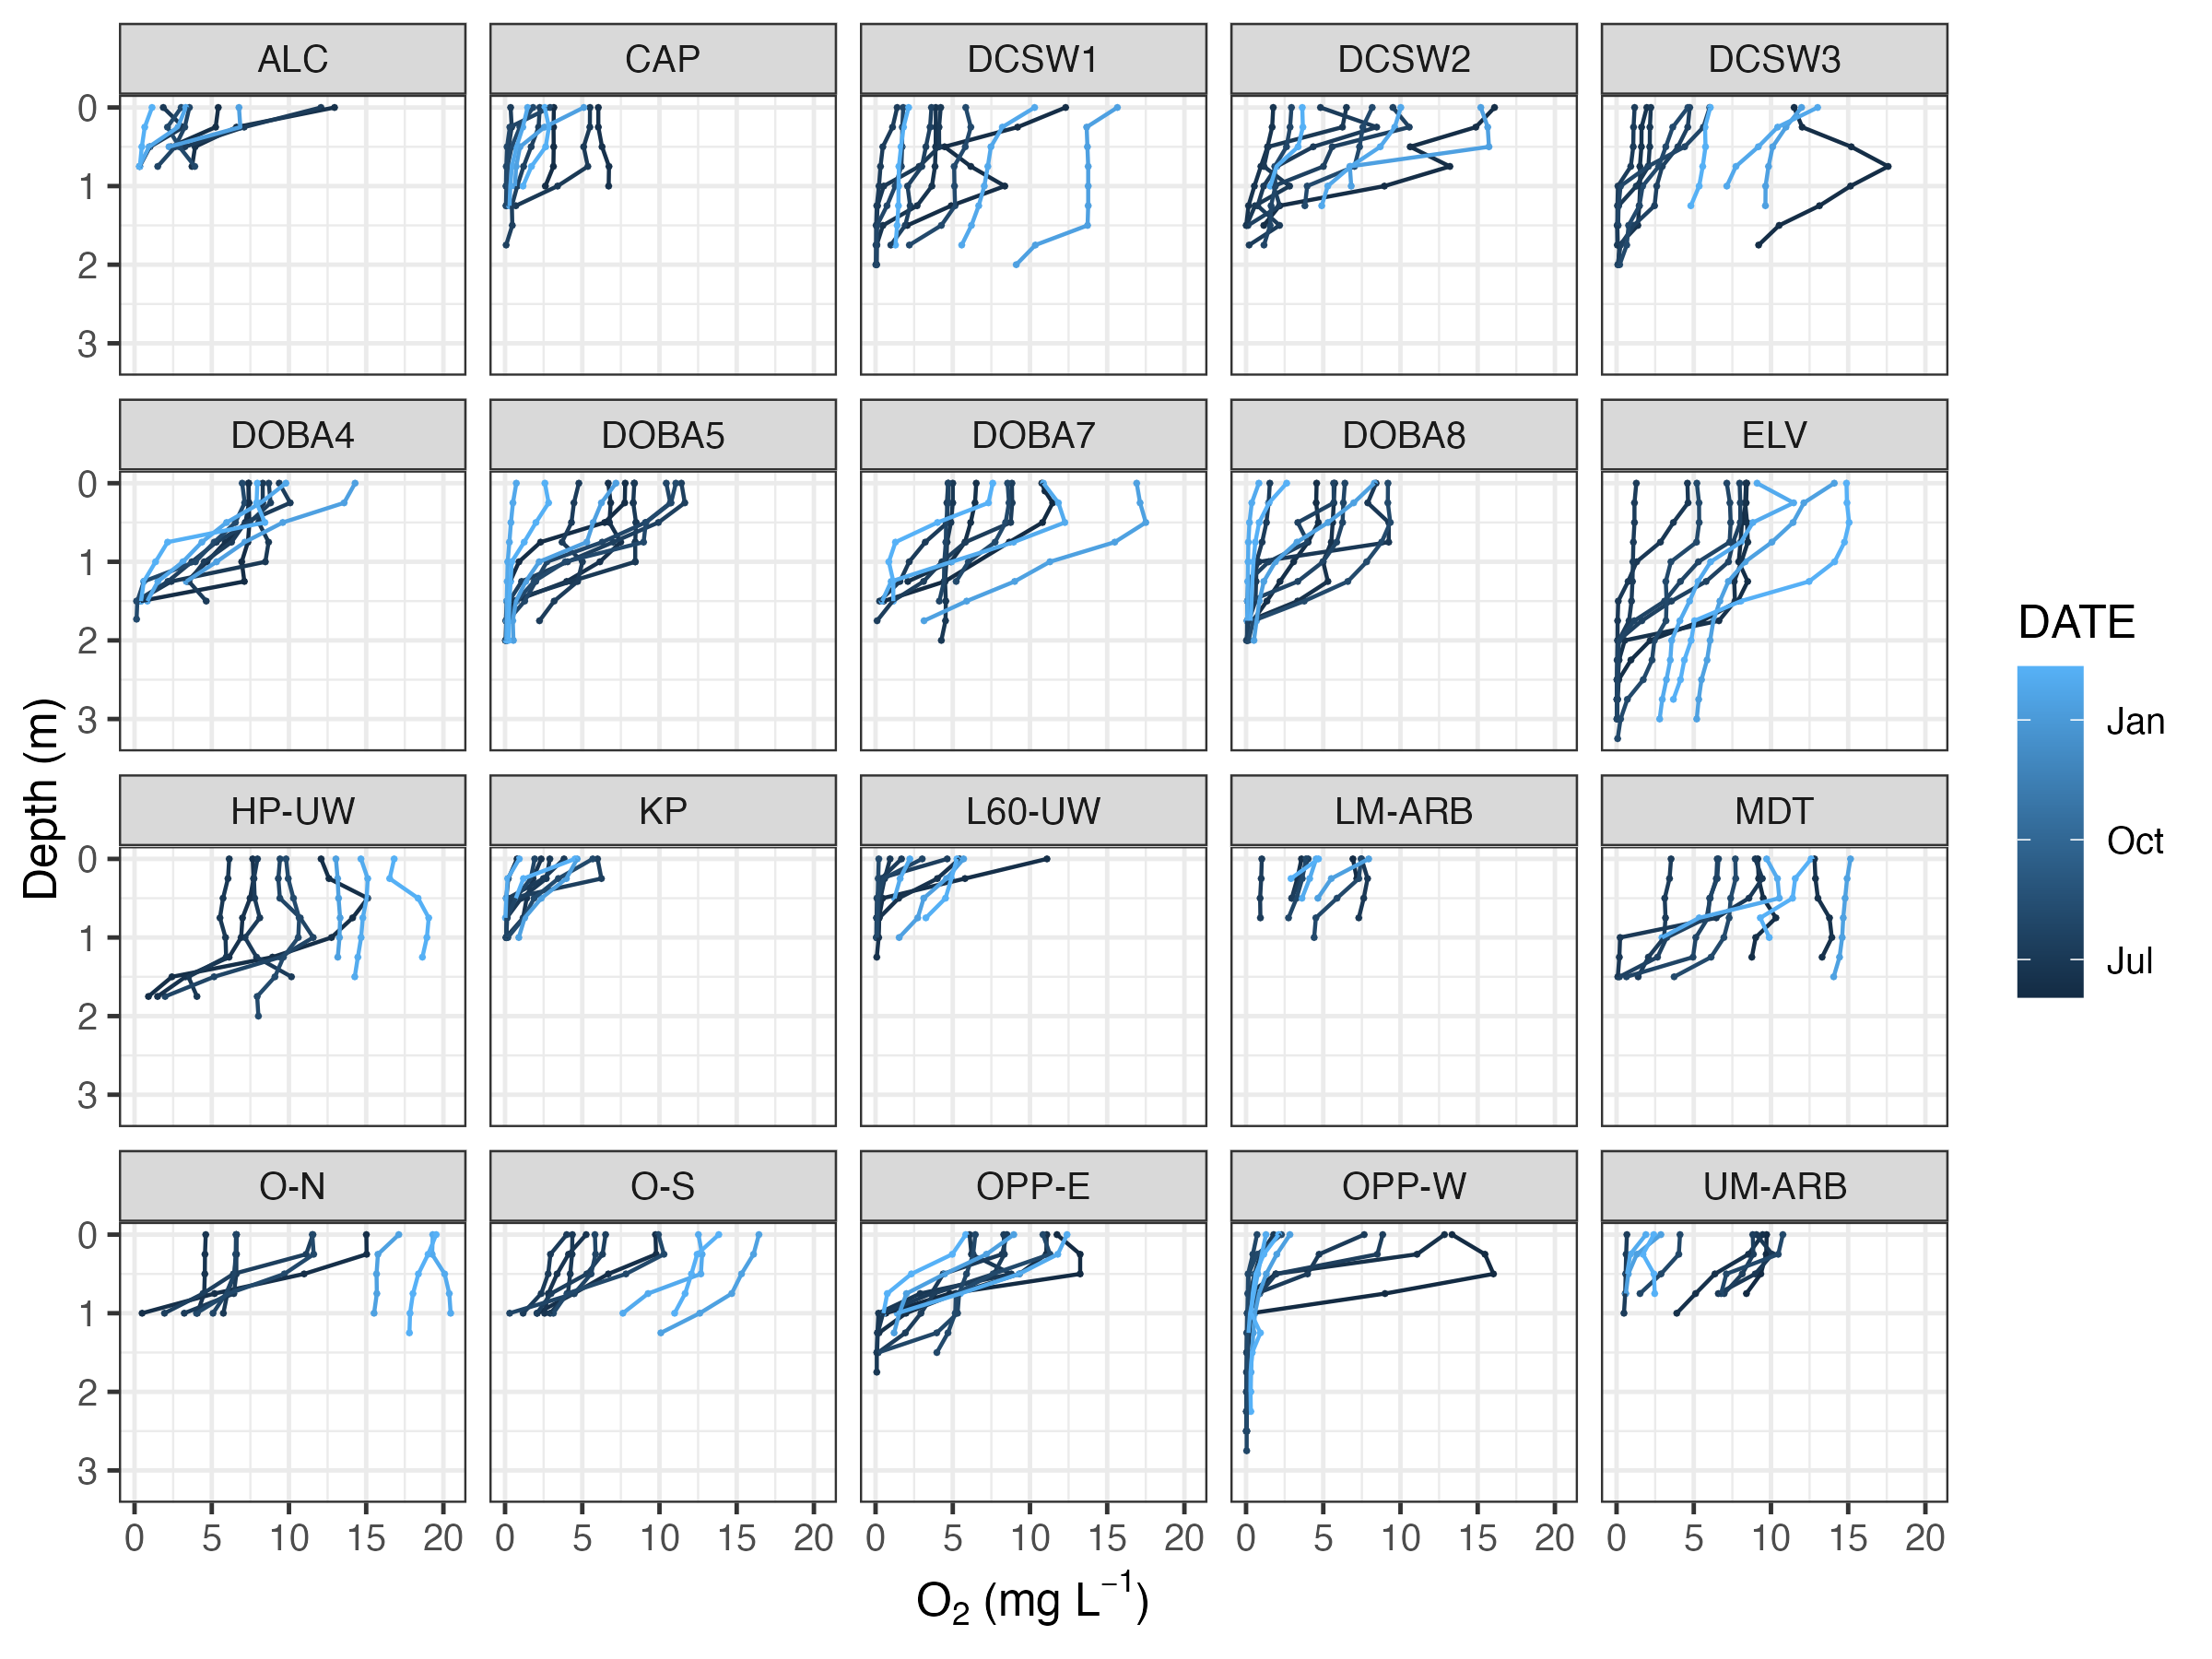 ALC CAP DCSW1 DCSW2 DCSW3
0
1
2
3
DOBA4 DOBA5 DOBA7 DOBA8 ELV
0
1
2
3
HP-UW KP L60-UW LM-ARB MDT
0
1
2
3
O-N O-S OPP-E OPP-W UM-ARB
0
1
2
3
0 5 10 15 20 0 5 10 15 20 0 5 10 15 20 0 5 10 15 20 0 5 10 15 20
O₂ (mg L⁻¹)
Depth (m)
DATE
Jan
Oct
Jul